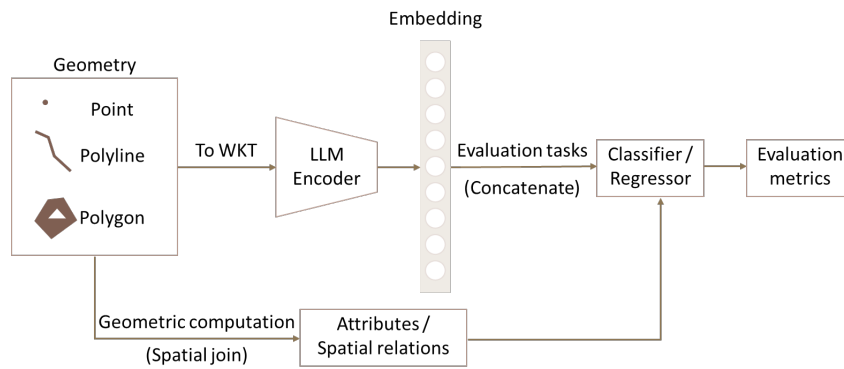 Embedding
Geometry
Point
Polyline
Polygon
To WKT
LLM
Encoder
Evaluation tasks
(Concatenate)
Classifier /
Regressor
Evaluation
metrics
Geometric computation
(Spatial join)
Attributes /
Spatial relations